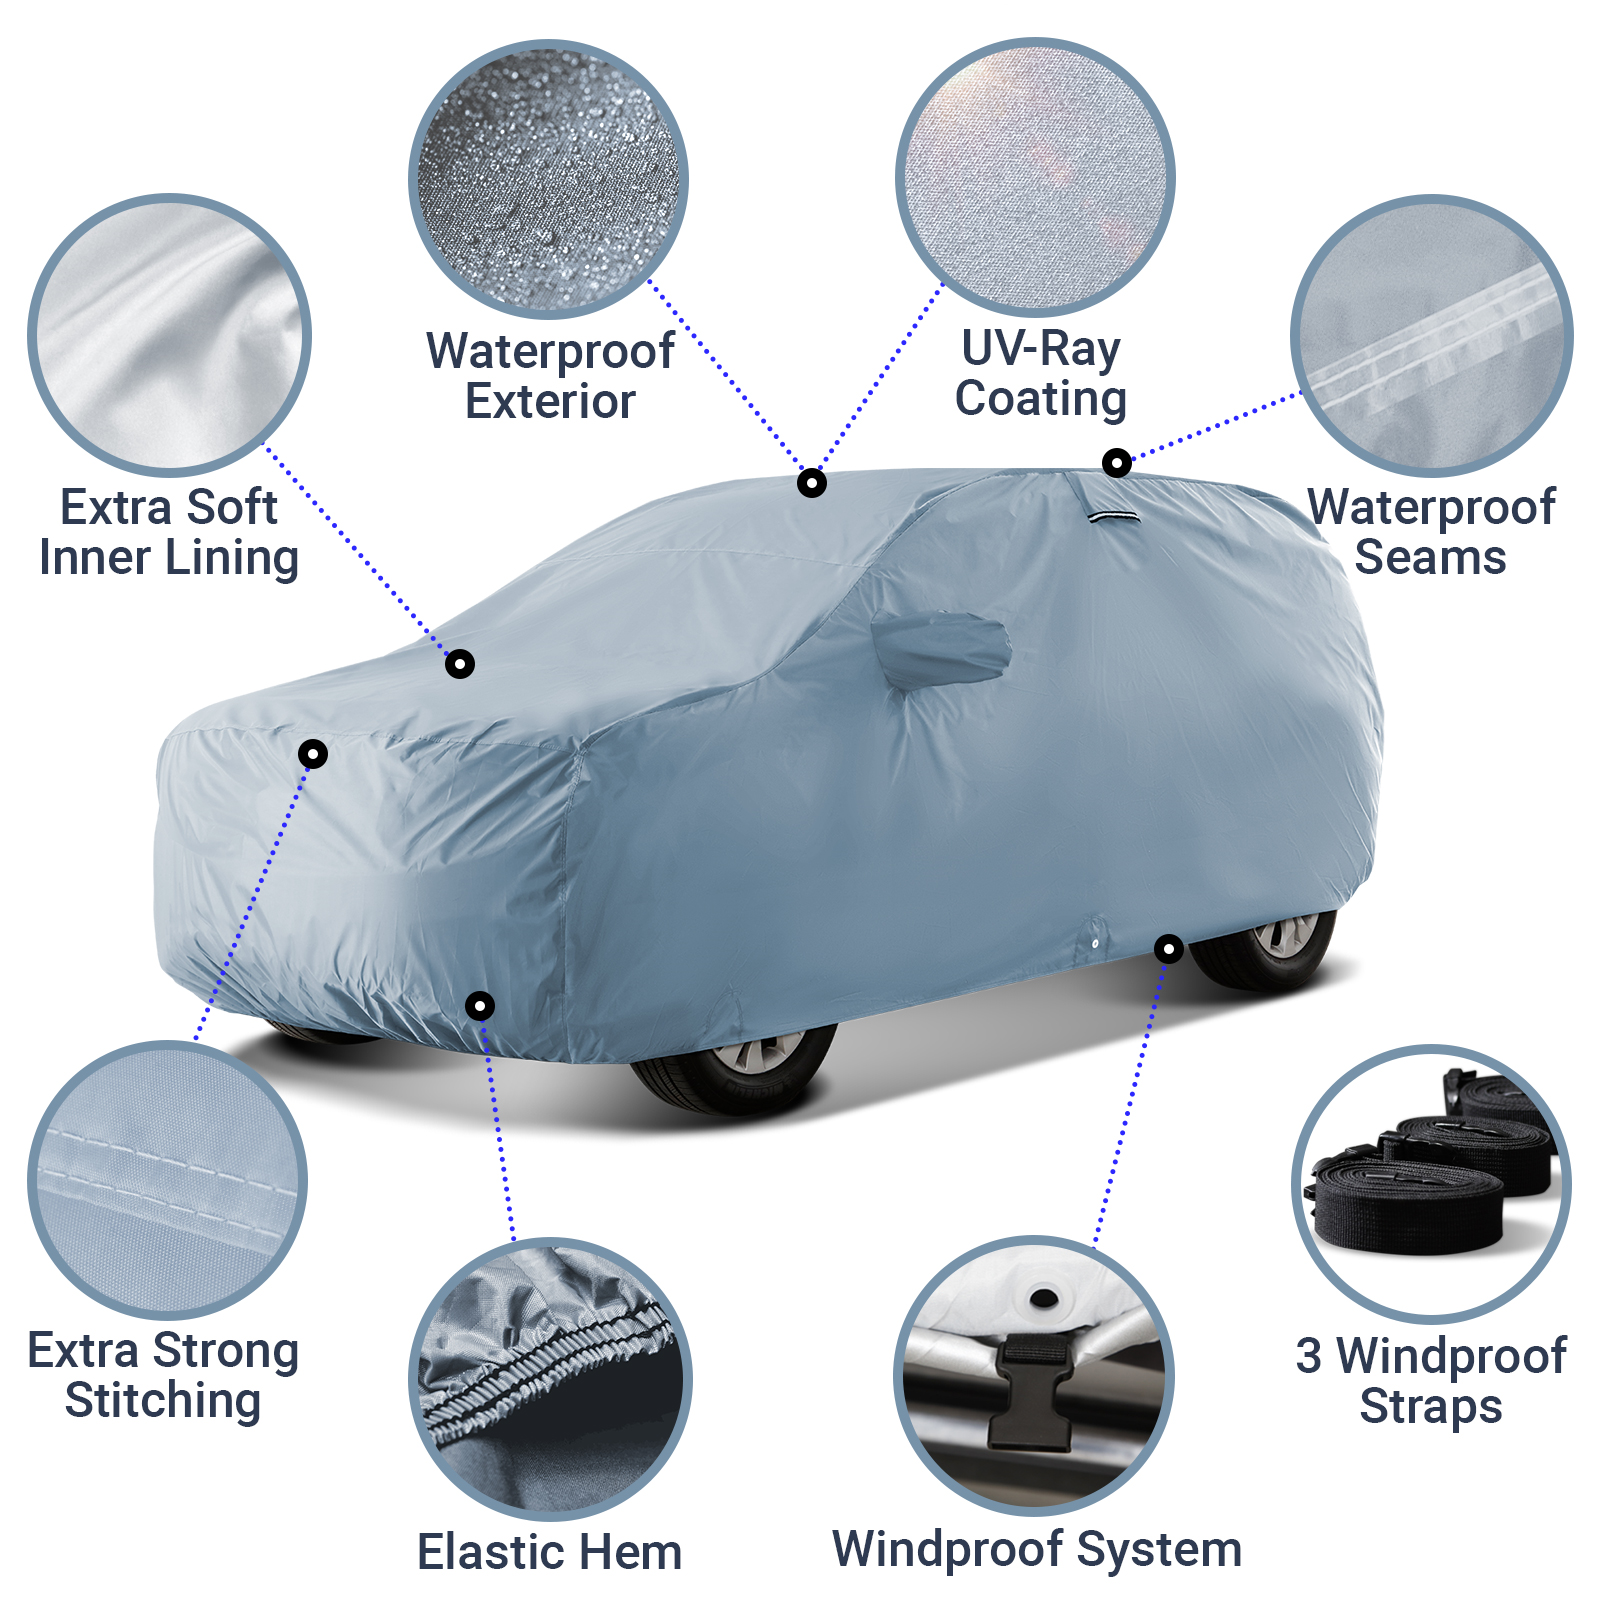 Waterproof
Exterior
UV-Ray
Coating
Extra Soft
Inner Lining
Waterproof
Seams
Extra Strong
Stitching
3 Windproof
Straps
Elastic Hem
Windproof System